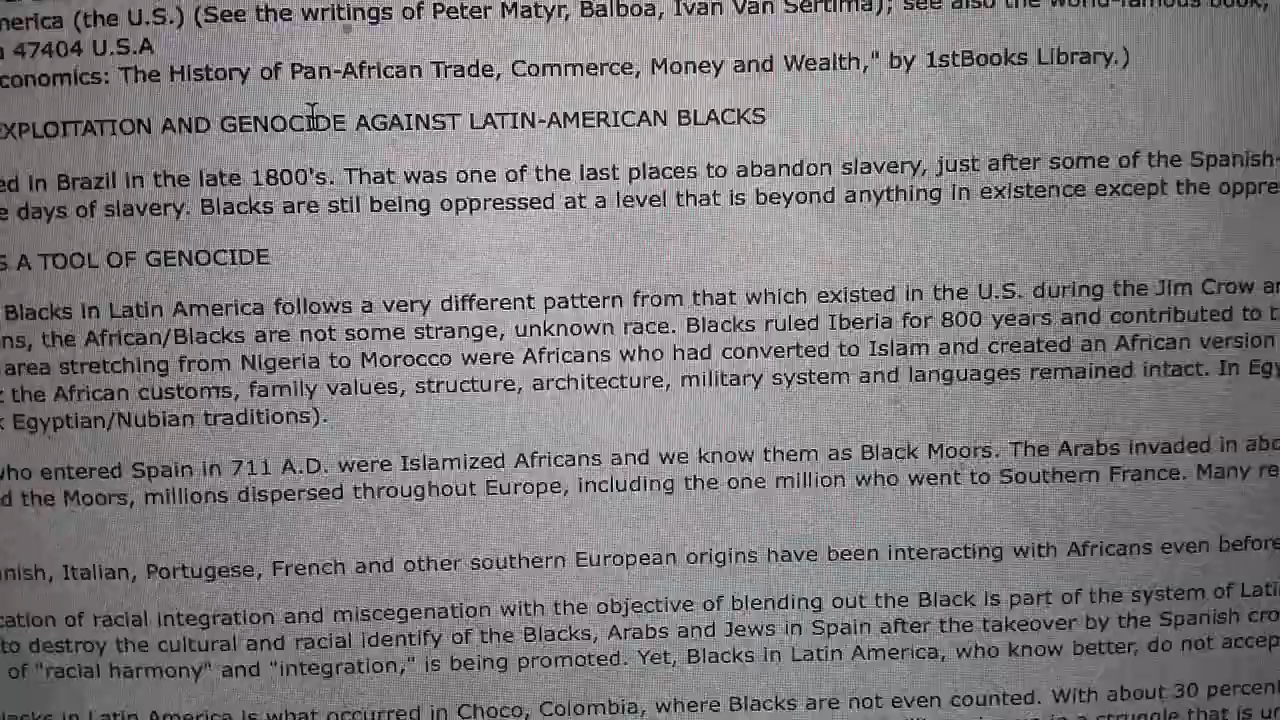 merica (the U.S.) (See the writings of Peter Matyr, Balboa, Ivan Van Sertima); see also the world-famous book,
47404 U.S.A
conomics: The History of Pan-African Trade, Commerce, Money and Wealth," by 1stBooks Library.)
XPLOITATION AND GENOCIDE AGAINST LATIN-AMERICAN BLACKS
ed in Brazil in the late 1800's. That was one of the last places to abandon slavery, just after some of the Spanish-
e days of slavery. Blacks are stil being oppressed at a level that is beyond anything in existence except the oppre
S A TOOL OF GENOCIDE
Blacks in Latin America follows a very different pattern from that which existed in the U.S. during the Jim Crow ar
ns, the African/Blacks are not some strange, unknown race. Blacks ruled Iberia for 800 years and contributed to t
area stretching from Nigeria to Morocco were Africans who had converted to Islam and created an African version
the African customs, family values, structure, architecture, military system and languages remained intact. In Egy
Egyptian/Nubian traditions).
who entered Spain in 711 A.D. were Islamized Africans and we know them as Black Moors. The Arabs invaded in abo
d the Moors, millions dispersed throughout Europe, including the one million who went to Southern France. Many re
nish, Italian, Portugese, French and other southern European origins have been interacting with Africans even before
cation of racial integration and miscegenation with the objective of blending out the Black is part of the system of Lati
to destroy the cultural and racial identify of the Blacks, Arabs and Jews in Spain after the takeover by the Spanish cro
of "racial harmony" and "integration," is being promoted. Yet, Blacks in Latin America, who know better, do not accep
lacks in Latin America is what occurred in Choco, Colombia, where Blacks are not even counted. With about 30 percent
struggle that is